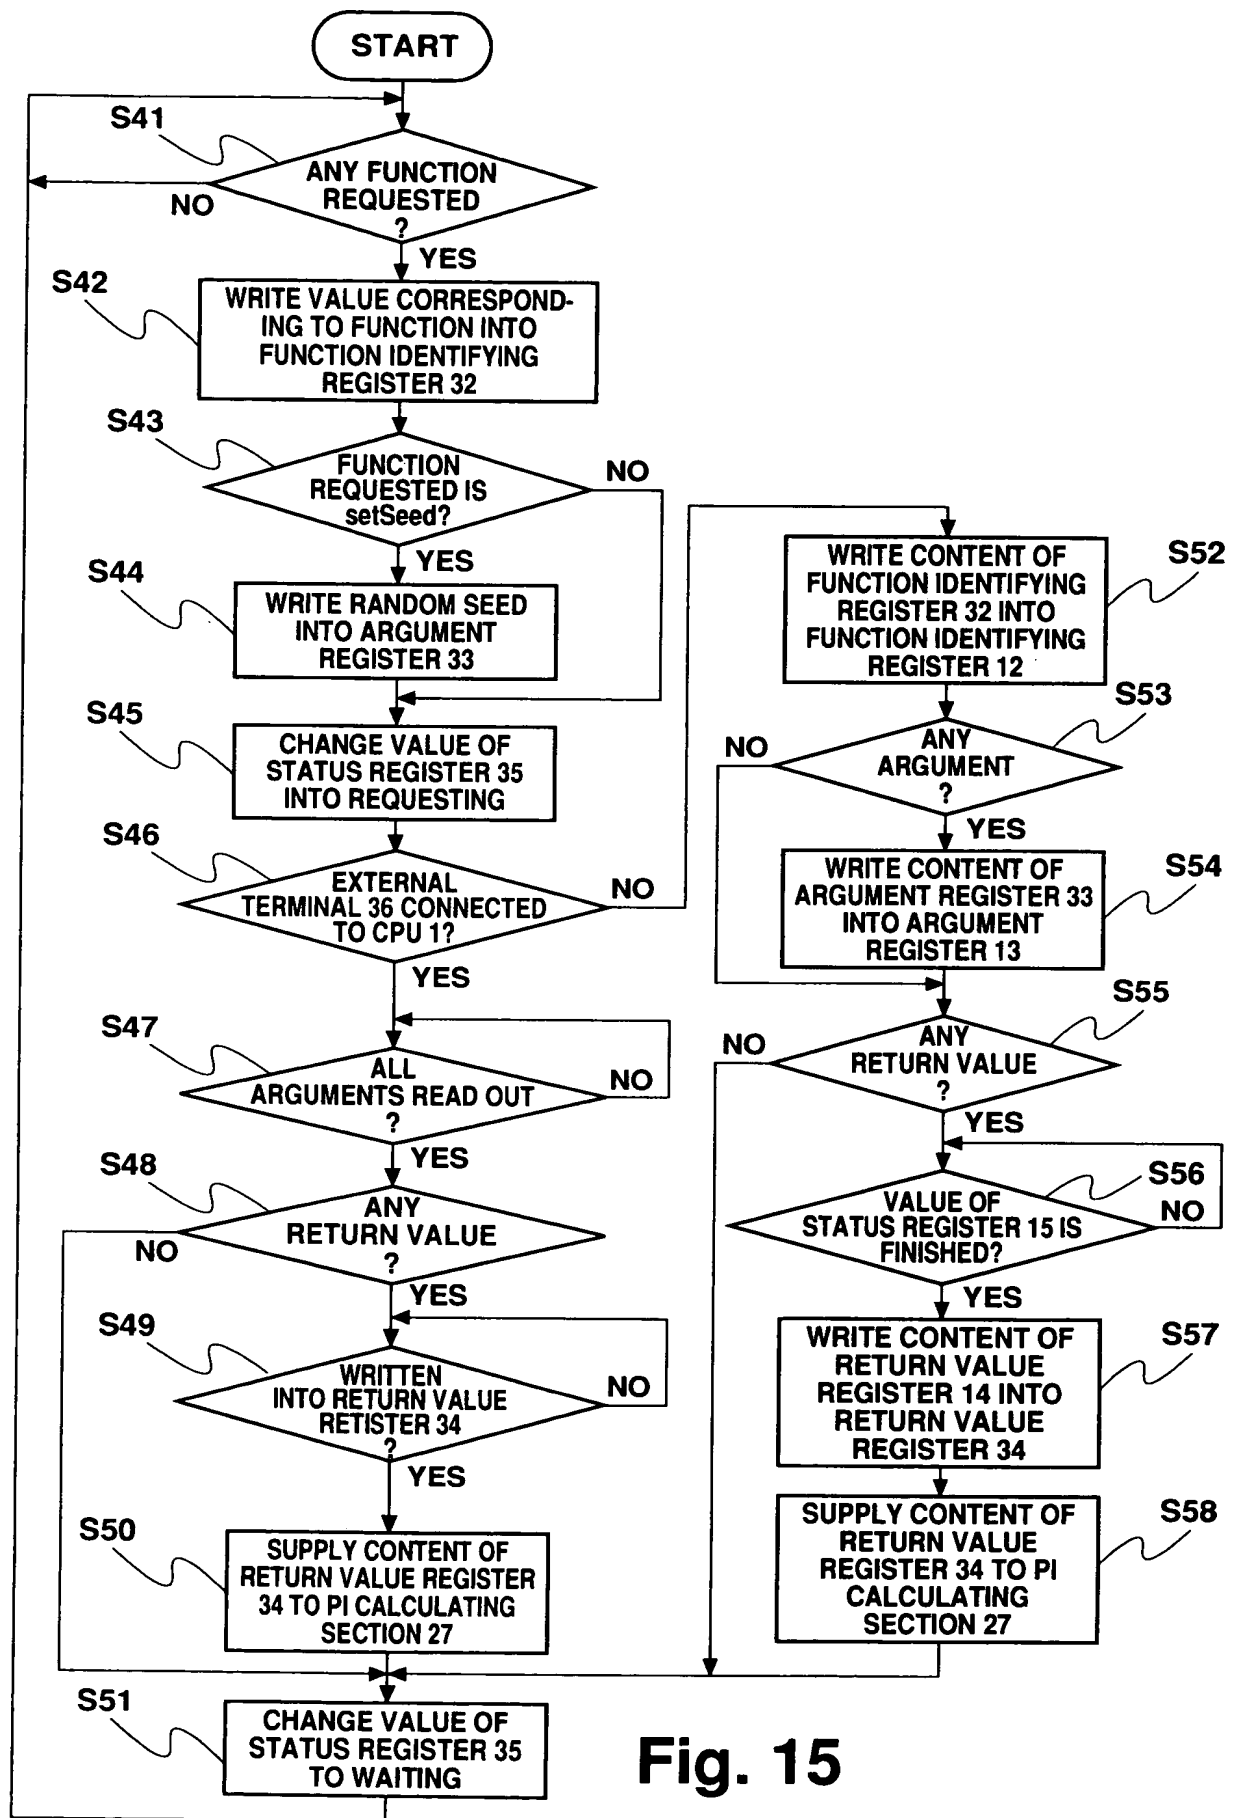 START
S41
ANY FUNCTION
REQUESTED
?
NO
YES
S42
WRITE VALUE CORRESPOND-
ING TO FUNCTION INTO
FUNCTION IDENTIFYING
REGISTER 32
S43
FUNCTION
REQUESTED IS
setSeed?
NO
YES
S44
WRITE RANDOM SEED
INTO ARGUMENT
REGISTER 33
S45
CHANGE VALUE OF
STATUS REGISTER 35
INTO REQUESTING
S46
EXTERNAL
TERMINAL 36 CONNECTED
TO CPU 1?
NO
YES
S47
ALL
ARGUMENTS READ OUT
?
NO
YES
S48
ANY
RETURN VALUE
?
NO
YES
S49
WRITTEN
INTO RETURN VALUE
RETISTER 34
?
NO
YES
S50
SUPPLY CONTENT OF
RETURN VALUE REGISTER
34 TO PI CALCULATING
SECTION 27
S51
CHANGE VALUE OF
STATUS REGISTER 35
TO WAITING
S52
WRITE CONTENT OF
FUNCTION IDENTIFYING
REGISTER 32 INTO
FUNCTION IDENTIFYING
REGISTER 12
S53
ANY
ARGUMENT
?
NO
YES
S54
WRITE CONTENT OF
ARGUMENT REGISTER 33
INTO ARGUMENT
REGISTER 13
S55
ANY
RETURN VALUE
?
NO
YES
S56
VALUE OF
STATUS REGISTER 15 IS
FINISHED?
NO
YES
S57
WRITE CONTENT OF
RETURN VALUE
REGISTER 14 INTO
RETURN VALUE
REGISTER 34
S58
SUPPLY CONTENT OF
RETURN VALUE
REGISTER 34 TO PI
CALCULATING
SECTION 27
Fig. 15